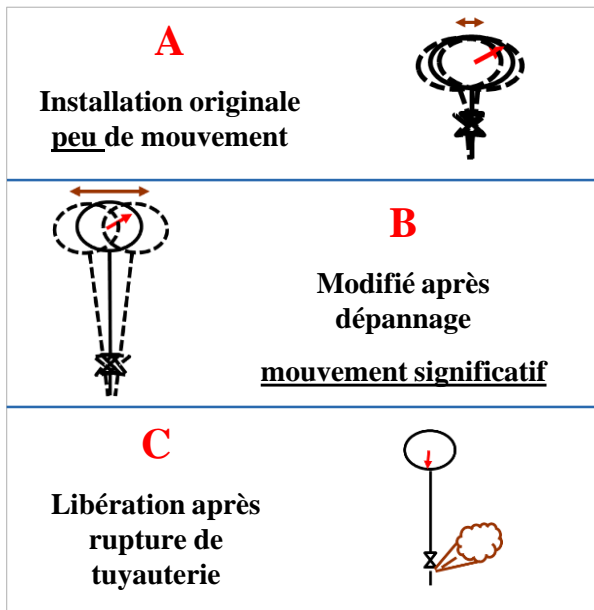 A
Installation originale
peu de mouvement
B
Modifié après
dépannage
mouvement significatif
C
Libération après
rupture de
tuyauterie